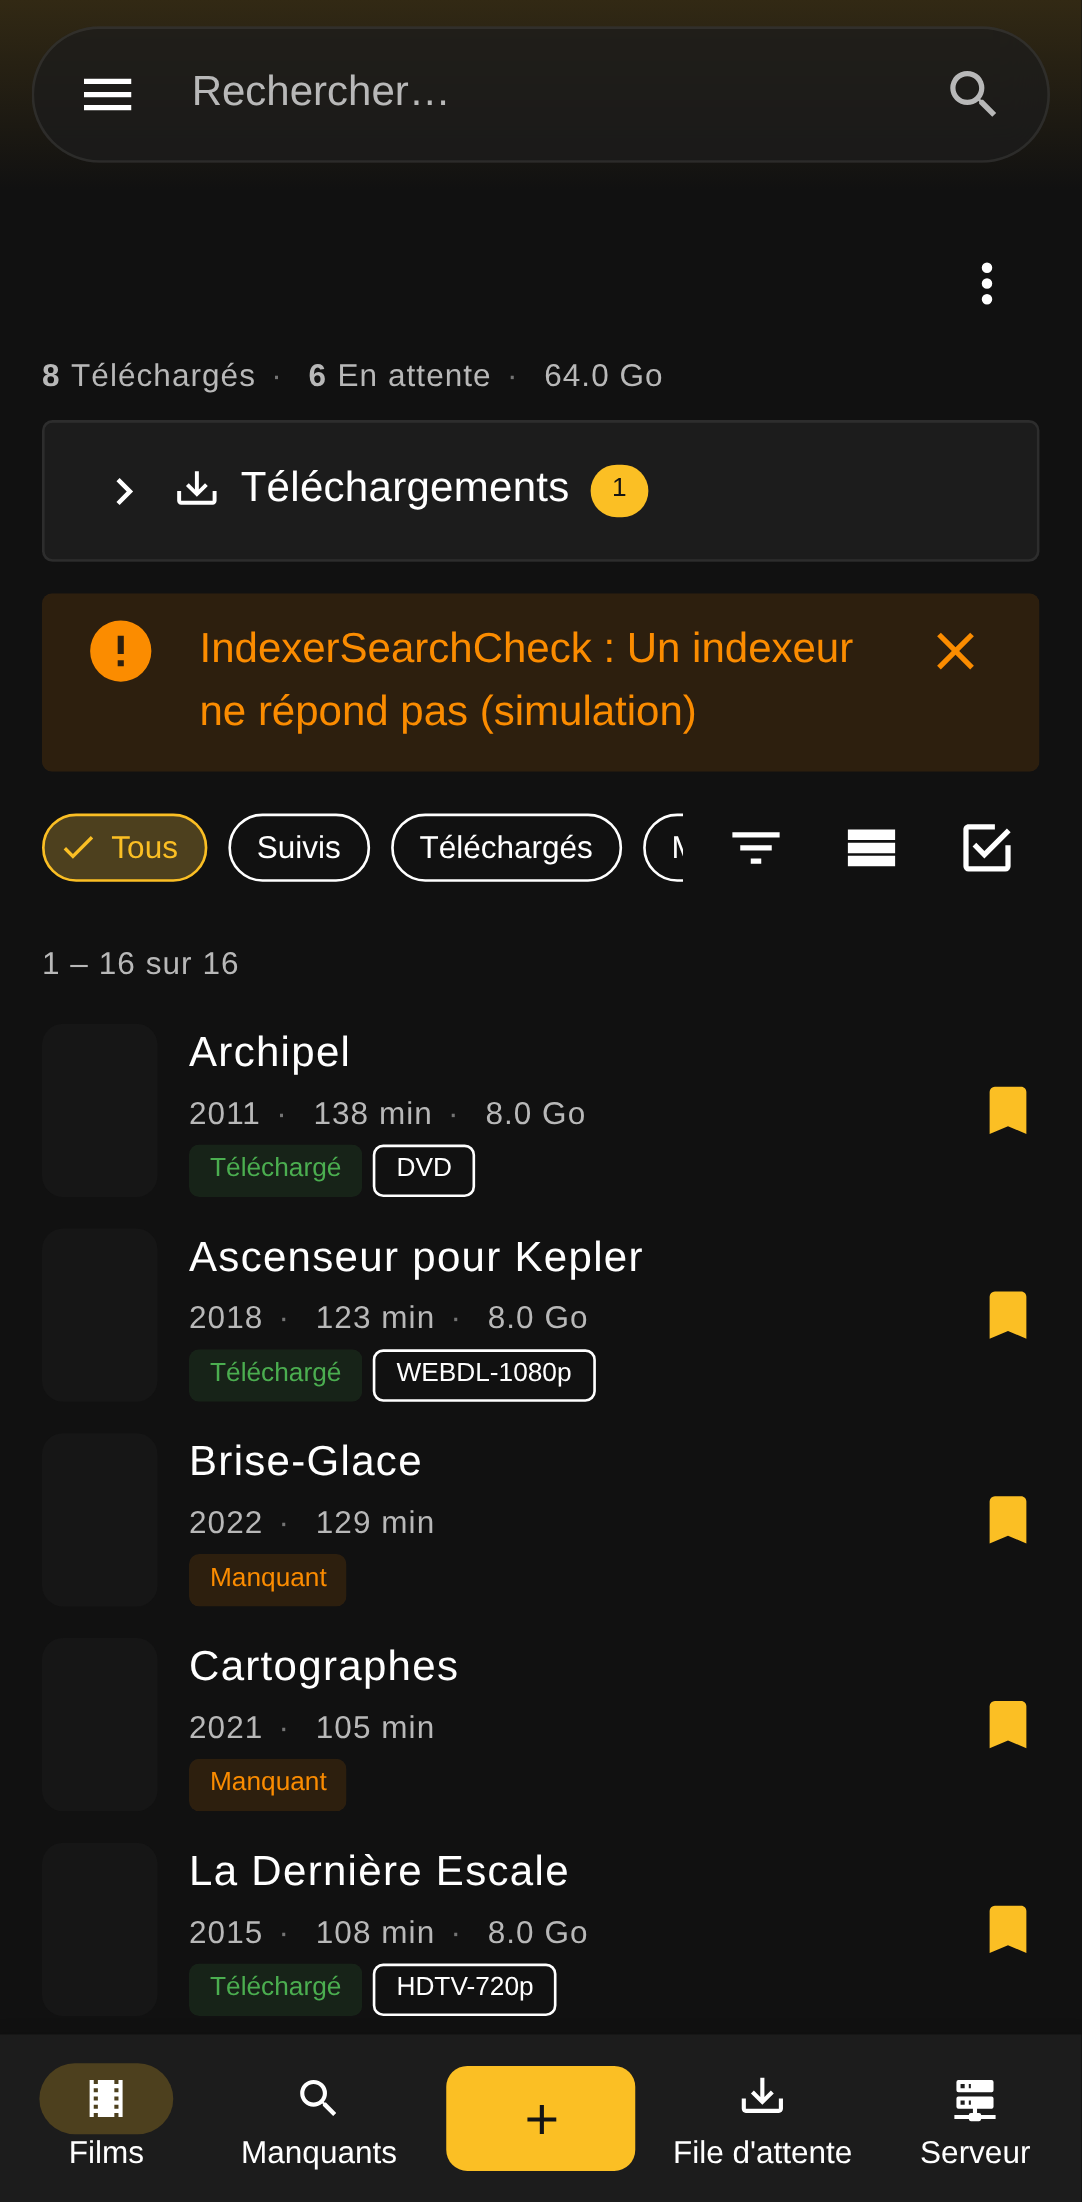 Rechercher…
8 Téléchargés · 6 En attente · 64.0 Go
Téléchargements 1
IndexerSearchCheck : Un indexeur
ne répond pas (simulation)
Tous Suivis Téléchargés
1 – 16 sur 16
Archipel
2011 · 138 min · 8.0 Go
Téléchargé DVD
Ascenseur pour Kepler
2018 · 123 min · 8.0 Go
Téléchargé WEBDL-1080p
Brise-Glace
2022 · 129 min
Manquant
Cartographes
2021 · 105 min
Manquant
La Dernière Escale
2015 · 108 min · 8.0 Go
Téléchargé HDTV-720p
Films Manquants + File d'attente Serveur